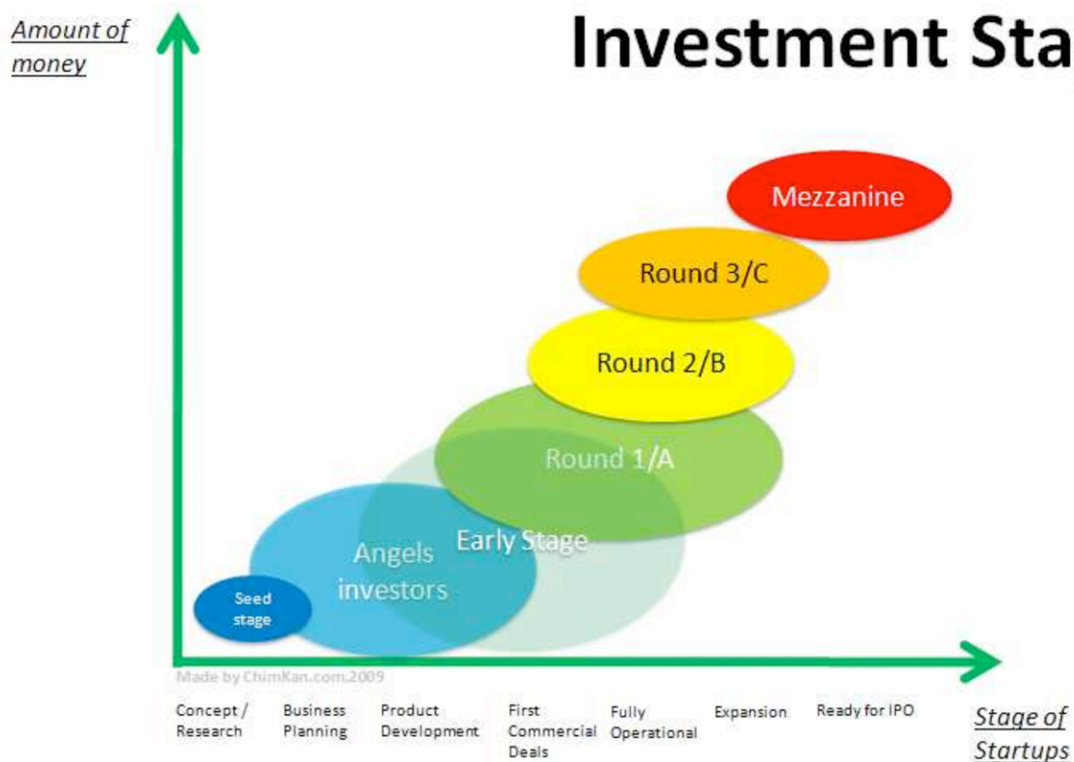 Amount of
money
Investment Sta
Mezzanine
Round 3/C
Round 2/B
Round 1/A
Early Stage
Angels
investors
Seed
stage
Made by ChimKan.com.2009
Concept /
Research
Business
Planning
Product
Development
First
Commercial
Deals
Fully
Operational
Expansion
Ready for IPO
Stage of
Startups